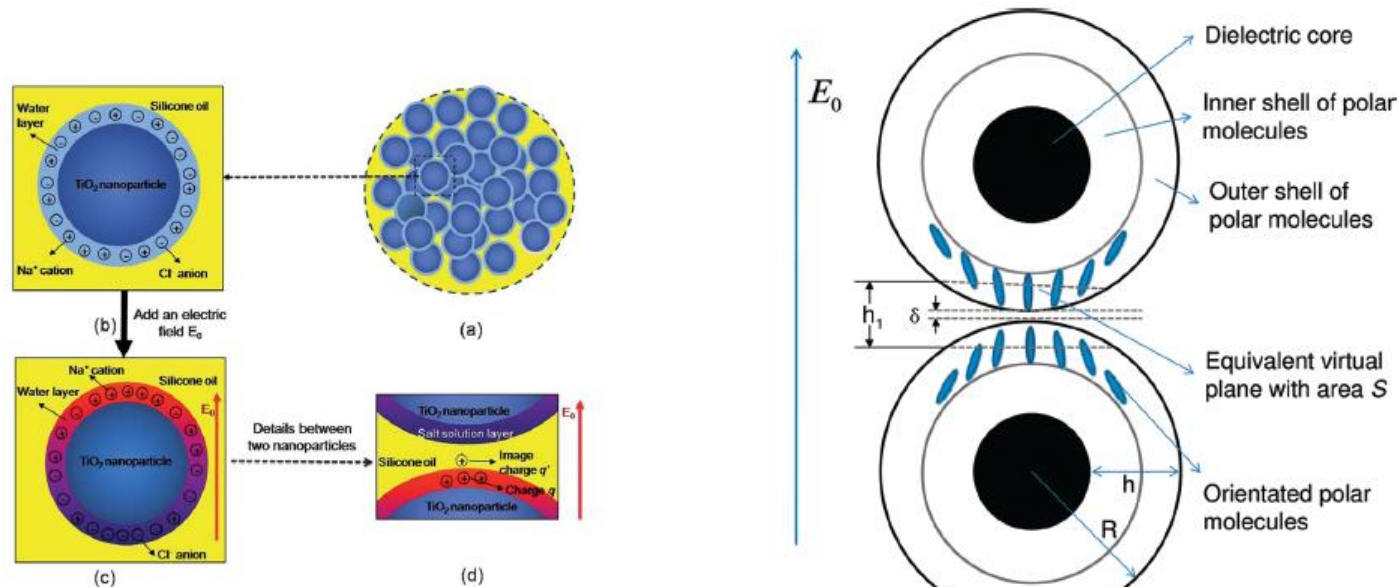 Water
layer
Silicone oil
TiO₂ nanoparticle
Na⁺ cation
Cl⁻ anion
(b)
Add an electric
field E₀
(a)
Na⁺ cation
Water layer
Silicone oil
E₀
TiO₂ nanoparticle
Cl⁻ anion
(c)
Details between
two nanoparticles
TiO₂ nanoparticle
Salt solution layer
E₀
Silicone oil
Image
charge q'
Charge q
TiO₂ nanoparticle
(d)
E₀
Dielectric core
Inner shell of polar
molecules
Outer shell of
polar molecules
h₁
δ
Equivalent virtual
plane with area S
h
R
Orientated polar
molecules